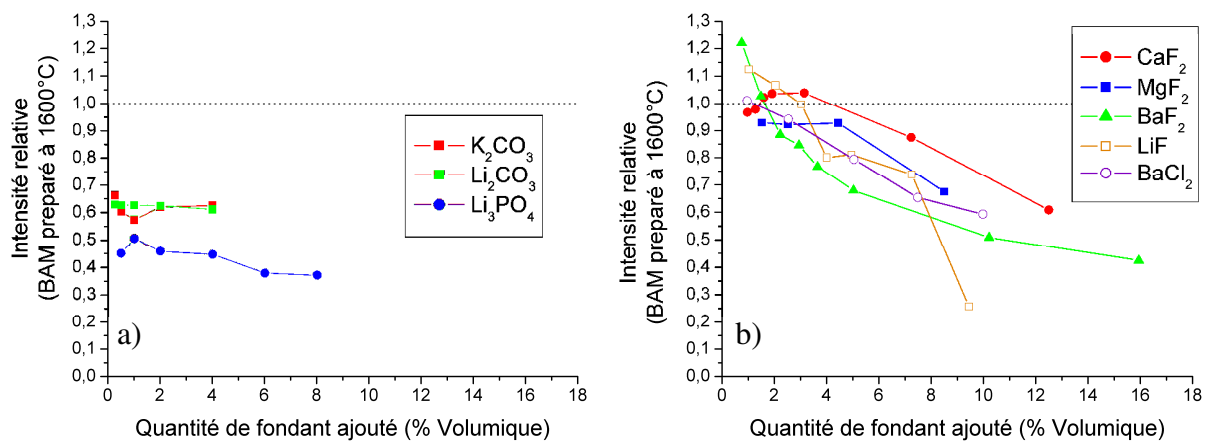 1,3
1,2
1,1
1,0
0,9
0,8
0,7
0,6
0,5
0,4
0,3
0,2
0,1
0,0
0 2 4 6 8 10 12 14 16 18
Intensité relative
(BAM preparé à 1600°C)
Quantité de fondant ajouté (% Volumique)
K₂CO₃
Li₂CO₃
Li₃PO₄
a)
1,3
1,2
1,1
1,0
0,9
0,8
0,7
0,6
0,5
0,4
0,3
0,2
0,1
0,0
0 2 4 6 8 10 12 14 16 18
Intensité relative
(BAM preparé à 1600°C)
Quantité de fondant ajouté (% Volumique)
CaF₂
MgF₂
BaF₂
LiF
BaCl₂
b)